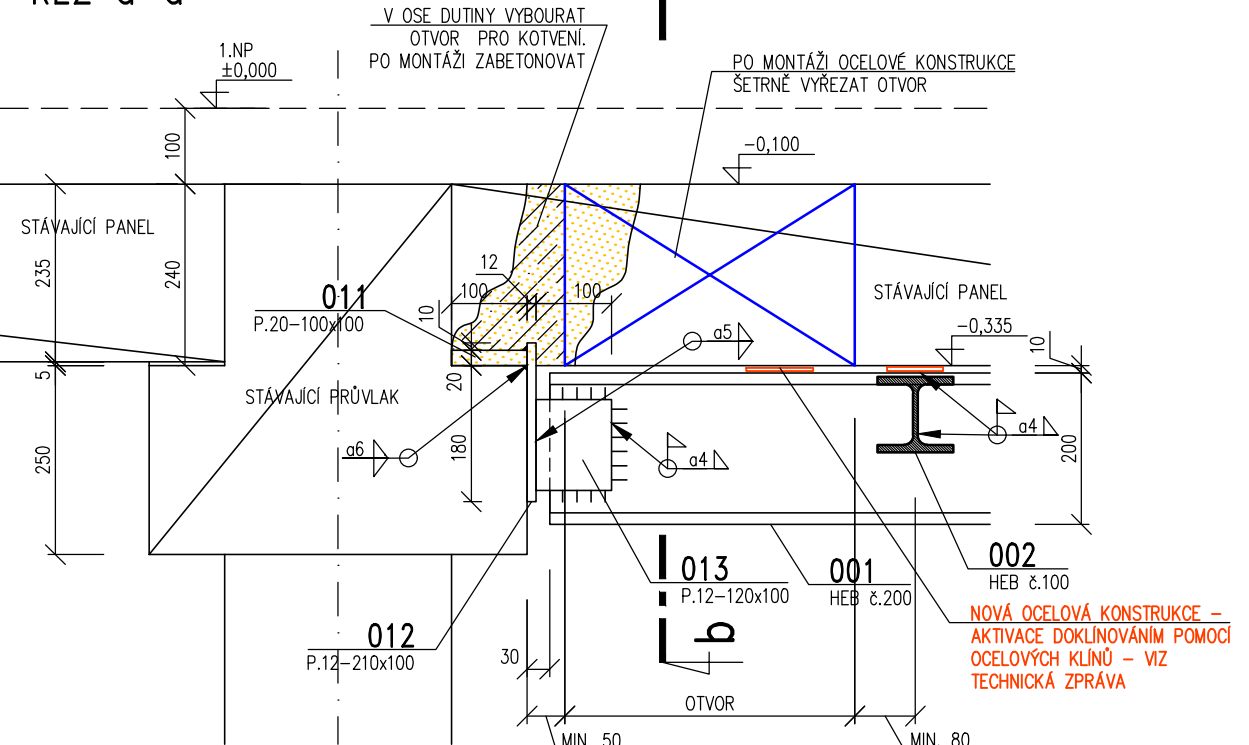 V OSE DUTINY VYBOURAT
OTVOR PRO KOTVENÍ.
PO MONTÁŽI ZABETONOVAT
1.NP
±0,000
PO MONTÁŽI OCELOVÉ KONSTRUKCE
ŠETRNĚ VYŘEZAT OTVOR
100
-0,100
STÁVAJÍCÍ PANEL
235
240
12
100
100
011
P.20-100x100
10
STÁVAJÍCÍ PANEL
a5
-0,335
10
5
20
STÁVAJÍCÍ PRŮVLAK
a6
180
a4
a4
200
250
013
P.12-120x100
001
HEB č.200
002
HEB č.100
012
P.12-210x100
30
b
NOVÁ OCELOVÁ KONSTRUKCE –
AKTIVACE DOKLÍNOVÁNÍM POMOCÍ
OCELOVÝCH KLÍNŮ – VIZ
TECHNICKÁ ZPRÁVA
OTVOR
MIN. 50
MIN. 80